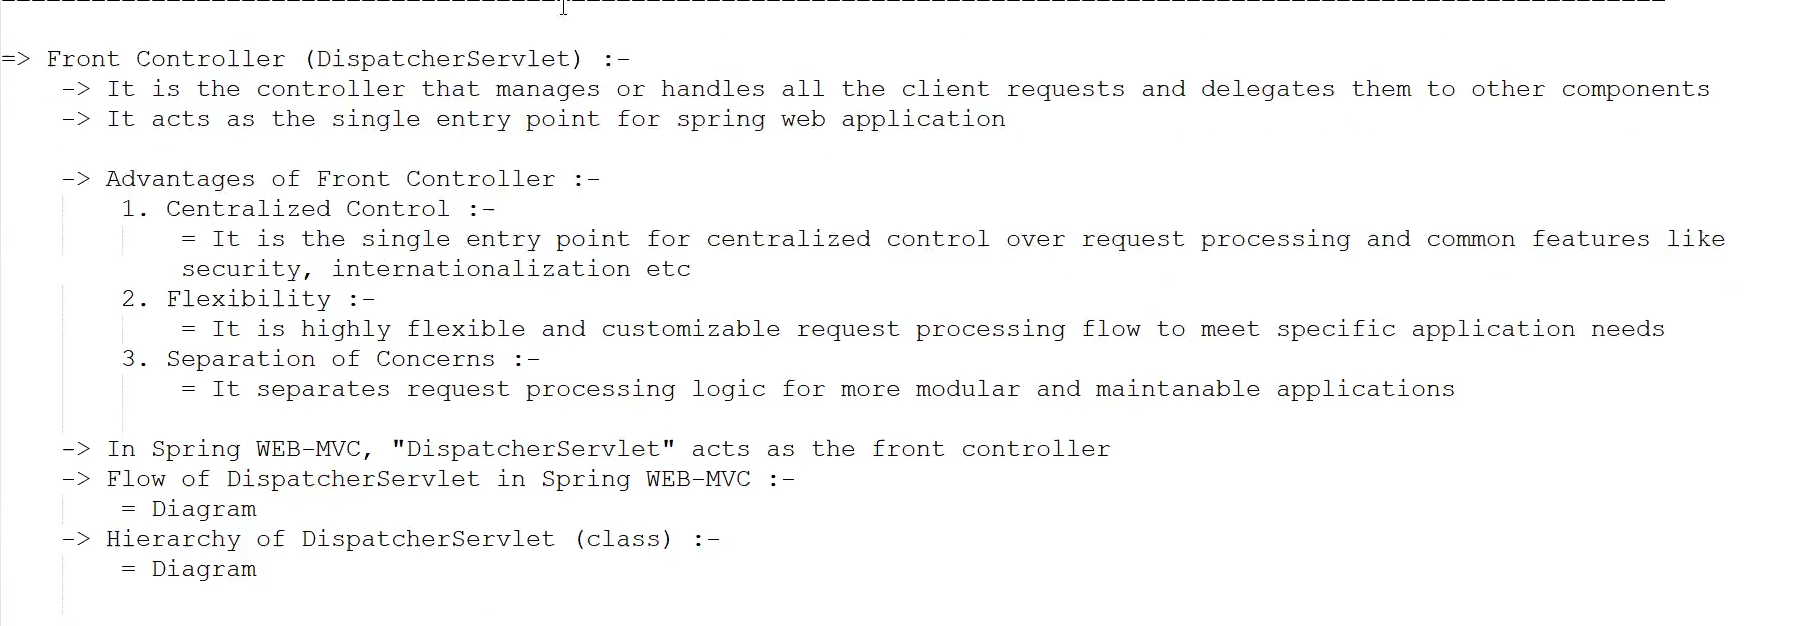 => Front Controller (DispatcherServlet) :-
-> It is the controller that manages or handles all the client requests and delegates them to other components
-> It acts as the single entry point for spring web application
-> Advantages of Front Controller :-
1. Centralized Control :-
= It is the single entry point for centralized control over request processing and common features like
security, internationalization etc
2. Flexibility :-
= It is highly flexible and customizable request processing flow to meet specific application needs
3. Separation of Concerns :-
= It separates request processing logic for more modular and maintanable applications
-> In Spring WEB-MVC, "DispatcherServlet" acts as the front controller
-> Flow of DispatcherServlet in Spring WEB-MVC :-
= Diagram
-> Hierarchy of DispatcherServlet (class) :-
= Diagram